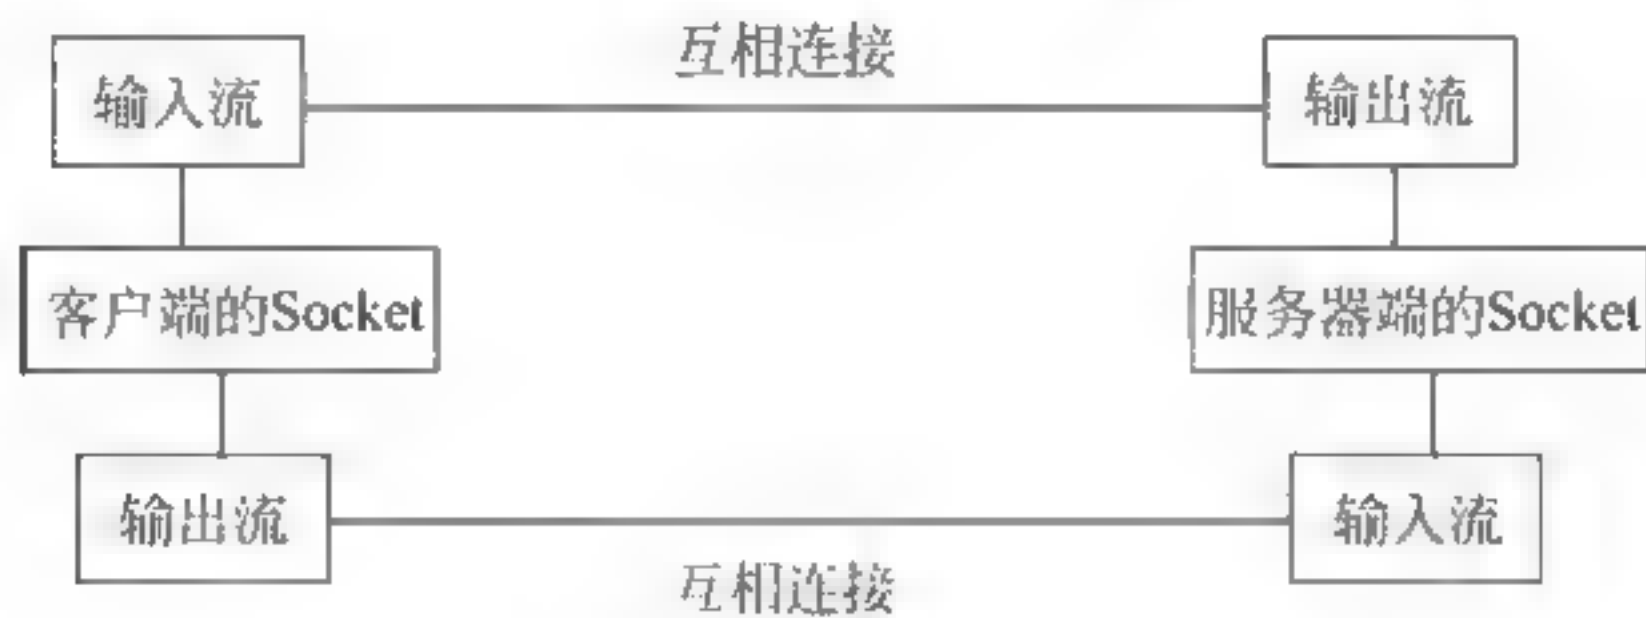 互相连接
输入流
输出流
客户端的Socket
服务器端的Socket
输出流
输入流
互相连接